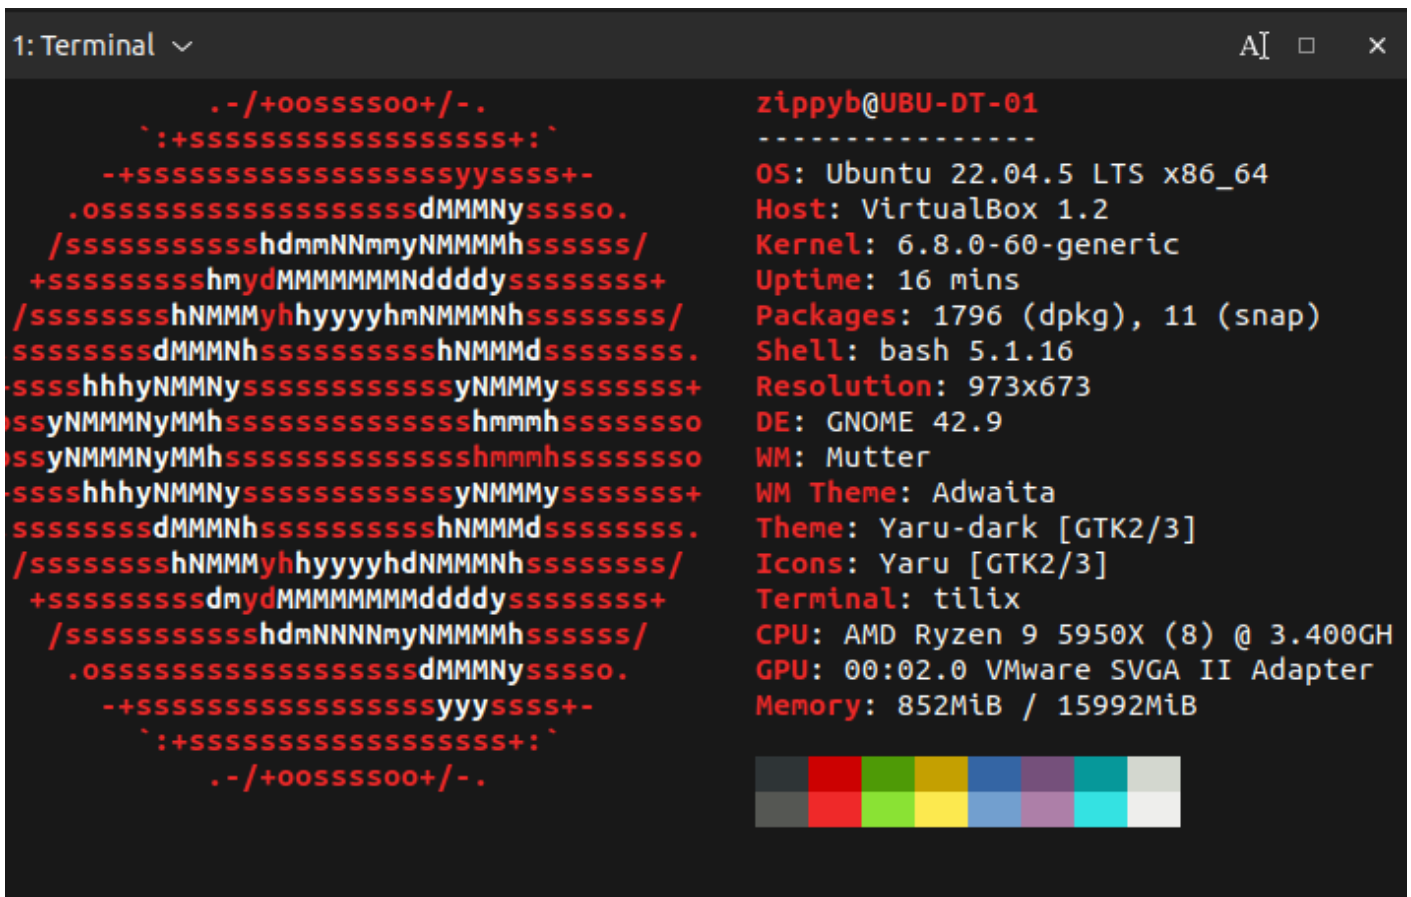 1: Terminal
.-/+oossssoo+/-.
`:+ssssssssssssssssss+:`
-+ssssssssssssssssssyyssss+-
.ossssssssssssssssssdMMMNysssso.
/ssssssssssshdmmNNmmyNMMMMhssssss/
+ssssssssshmydMMMMMMMNddddyssssssss+
/sssssssshNMMMyhhyyyyhmNMMMNhssssssss/
ssssssssdMMMNhsssssssssshNMMMdssssssss.
sssshhhyNMMNyssssssssssssyNMMMysssssss+
ossyNMMMNyMMhsssssssssssssshmmmhssssssso
ossyNMMMNyMMhsssssssssssssshmmmhssssssso
sssshhhyNMMNyssssssssssssyNMMMysssssss+
ssssssssdMMMNhsssssssssshNMMMdssssssss.
/sssssssshNMMMyhhyyyyhdNMMMNhssssssss/
+sssssssssdmydMMMMMMMMddddyssssssss+
/ssssssssssshdmNNNNmyNMMMMhssssss/
.ossssssssssssssssssdMMMNysssso.
-+sssssssssssssssssyyyssss+-
`:+ssssssssssssssssss+:`
.-/+oossssoo+/-.
zippyb@UBU-DT-01
----------------
OS: Ubuntu 22.04.5 LTS x86_64
Host: VirtualBox 1.2
Kernel: 6.8.0-60-generic
Uptime: 16 mins
Packages: 1796 (dpkg), 11 (snap)
Shell: bash 5.1.16
Resolution: 973x673
DE: GNOME 42.9
WM: Mutter
WM Theme: Adwaita
Theme: Yaru-dark [GTK2/3]
Icons: Yaru [GTK2/3]
Terminal: tilix
CPU: AMD Ryzen 9 5950X (8) @ 3.400GH
GPU: 00:02.0 VMware SVGA II Adapter
Memory: 852MiB / 15992MiB